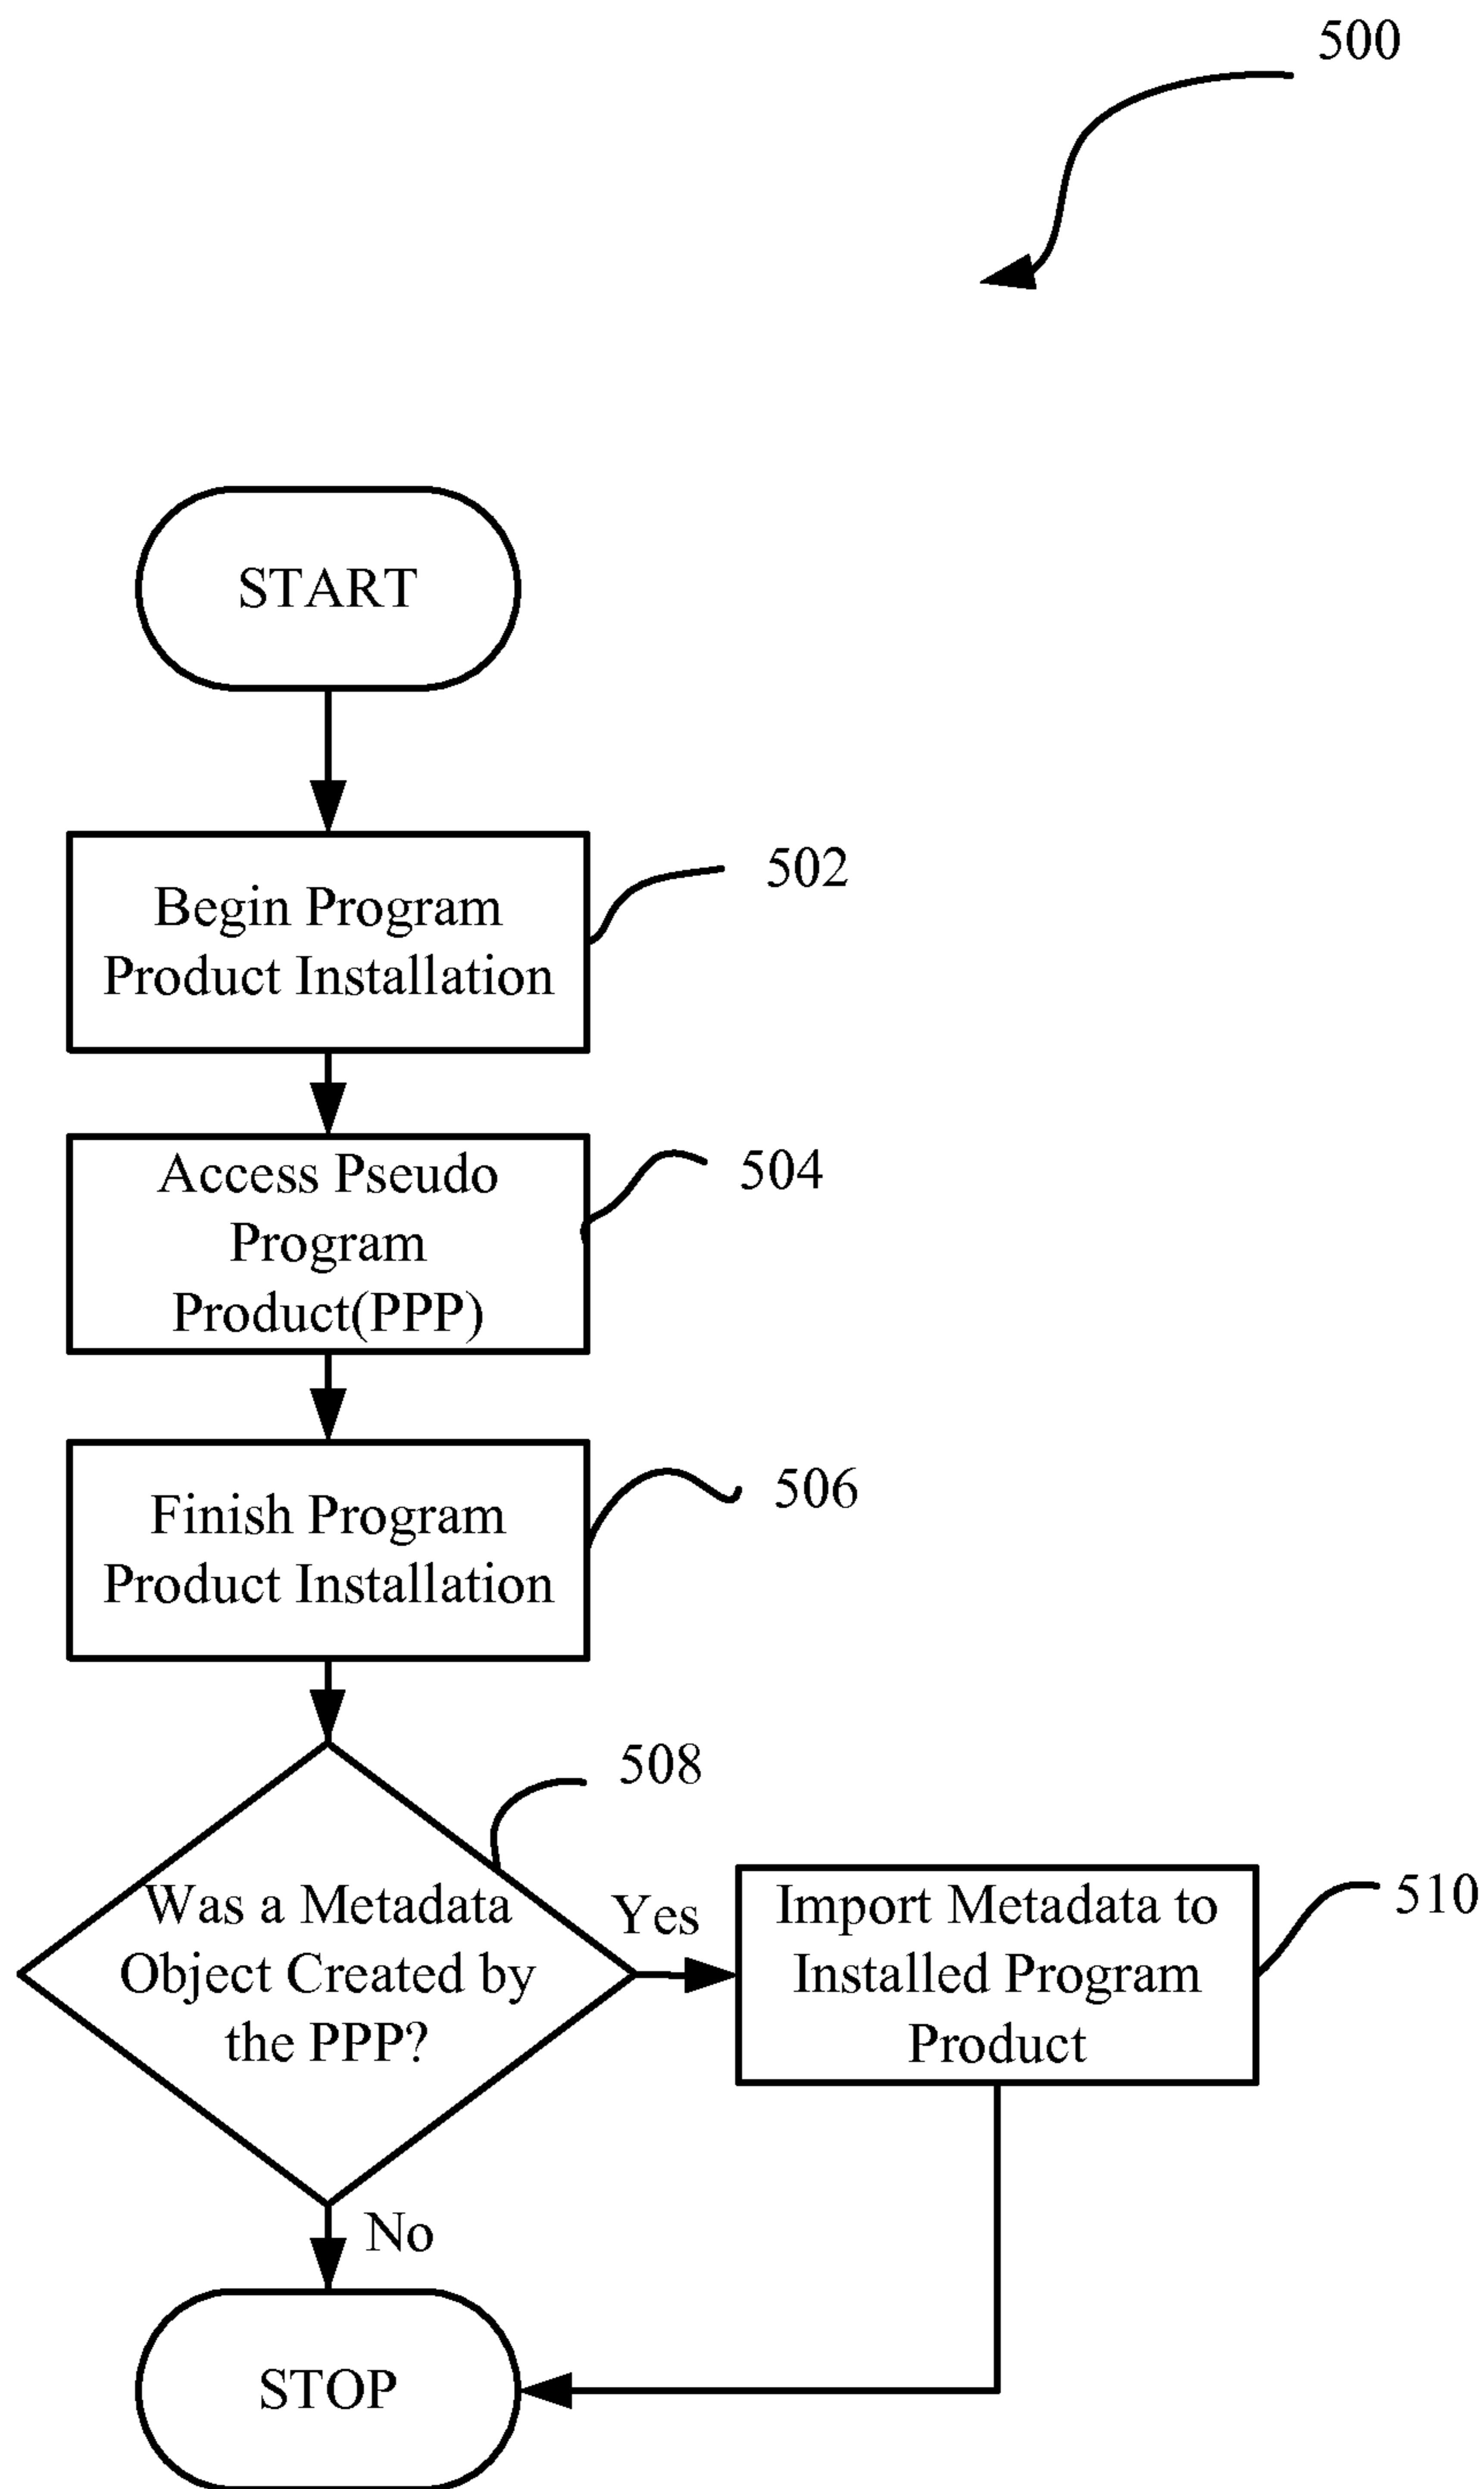 500
START
Begin Program
Product Installation
502
Access Pseudo
Program
Product(PPP)
504
Finish Program
Product Installation
506
508
Was a Metadata
Object Created by
the PPP?
Yes
Import Metadata to
Installed Program
Product
510
No
STOP